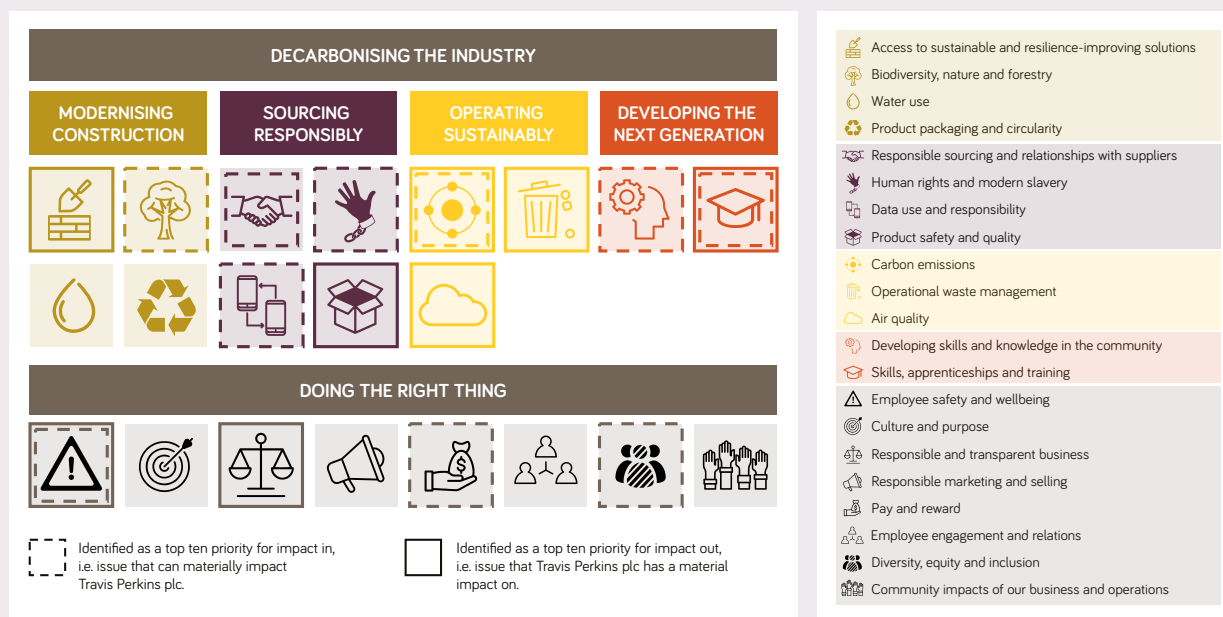 DECARBONISING THE INDUSTRY
MODERNISING
CONSTRUCTION
SOURCING
RESPONSIBLY
OPERATING
SUSTAINABLY
DEVELOPING THE
NEXT GENERATION
DOING THE RIGHT THING
Identified as a top ten priority for impact in,
i.e. issue that can materially impact
Travis Perkins plc.
Identified as a top ten priority for impact out,
i.e. issue that Travis Perkins plc has a material
impact on.
Access to sustainable and resilience-improving solutions
Biodiversity, nature and forestry
Water use
Product packaging and circularity
Responsible sourcing and relationships with suppliers
Human rights and modern slavery
Data use and responsibility
Product safety and quality
Carbon emissions
Operational waste management
Air quality
Developing skills and knowledge in the community
Skills, apprenticeships and training
Employee safety and wellbeing
Culture and purpose
Responsible and transparent business
Responsible marketing and selling
Pay and reward
Employee engagement and relations
Diversity, equity and inclusion
Community impacts of our business and operations